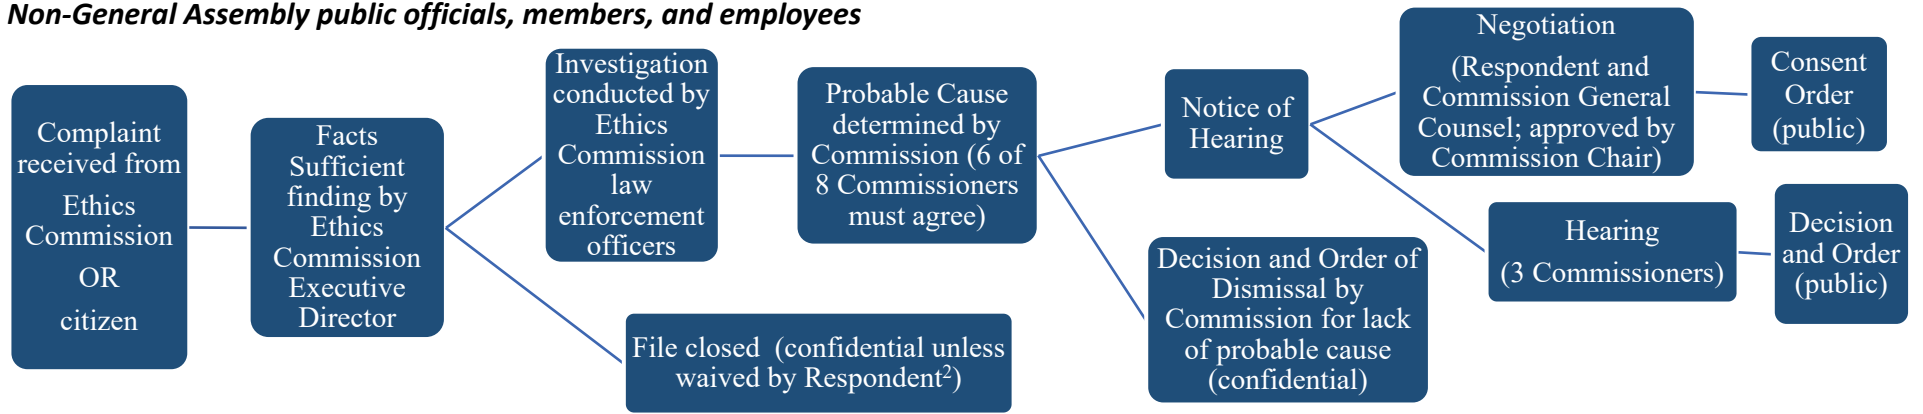 Non-General Assembly public officials, members, and employees
Complaint
received from
Ethics
Commission
OR
citizen
Facts
Sufficient
finding by
Ethics
Commission
Executive
Director
Investigation
conducted by
Ethics
Commission
law
enforcement
officers
File closed (confidential unless
waived by Respondent²)
Probable Cause
determined by
Commission (6 of
8 Commissioners
must agree)
Notice of
Hearing
Decision and Order of
Dismissal by
Commission for lack
of probable cause
(confidential)
Negotiation
(Respondent and
Commission General
Counsel; approved by
Commission Chair)
Hearing
(3 Commissioners)
Consent
Order
(public)
Decision
and Order
(public)